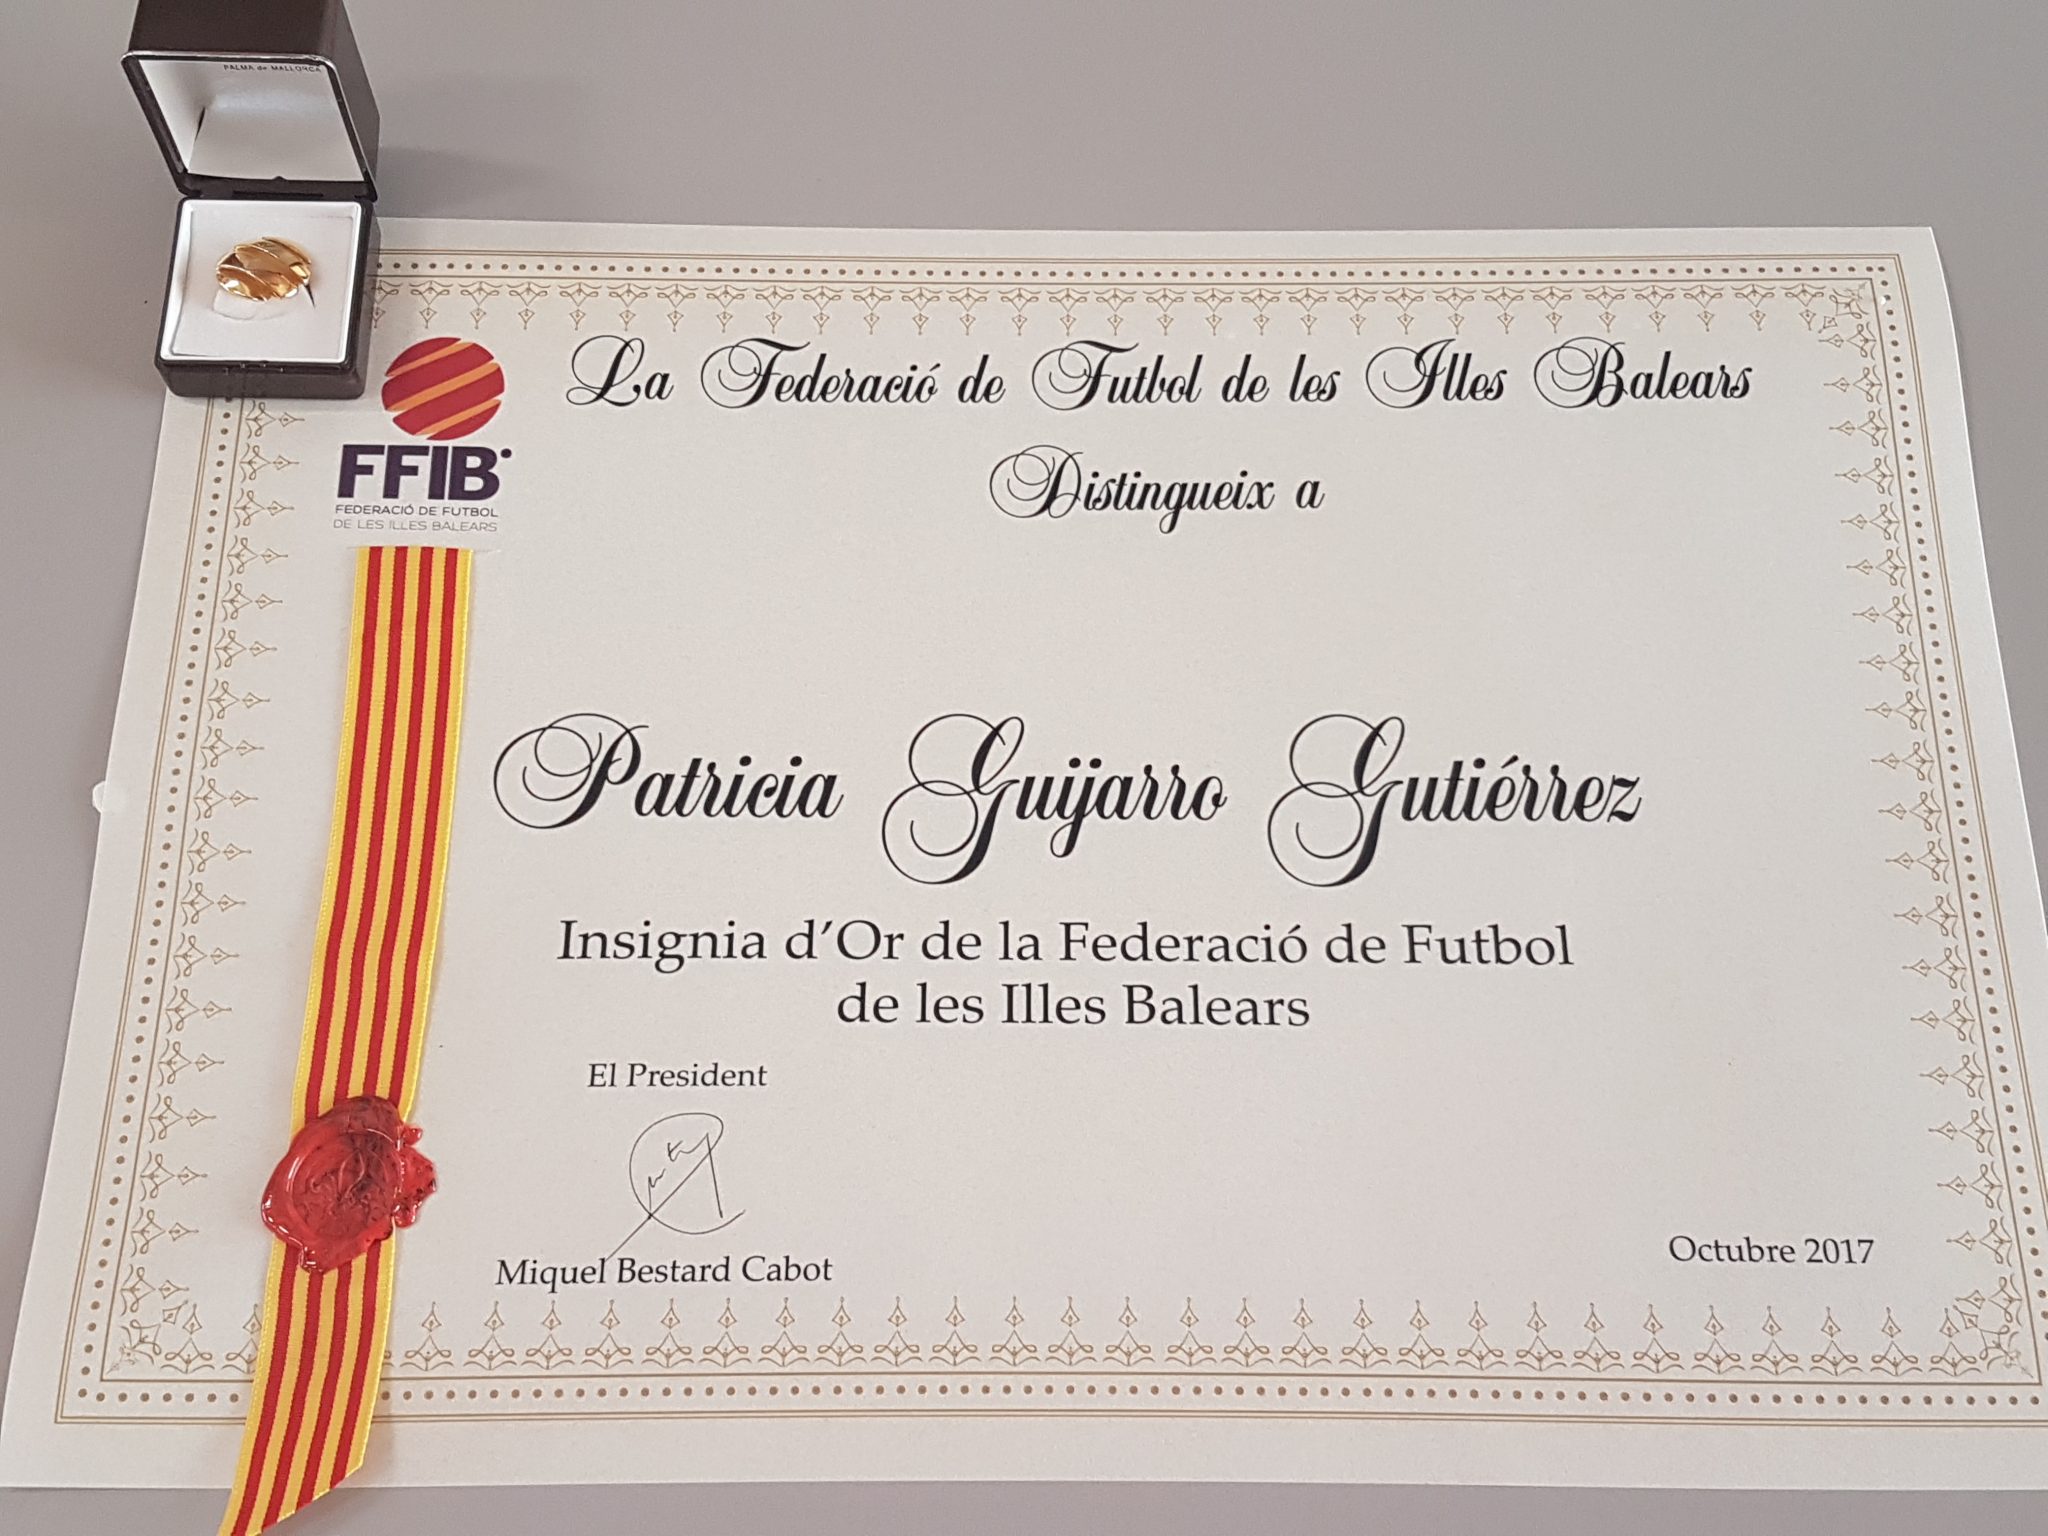 PALMA de MALLORCA
La Federació de Futbol de les Illes Balears
Distingueix a
FFIB
FEDERACIÓ DE FUTBOL
DE LES ILLES BALEARS
Patricia Guijarro Gutiérrez
Insignia d'Or de la Federació de Futbol
de les Illes Balears
El President
Miquel Bestard Cabot
Octubre 2017